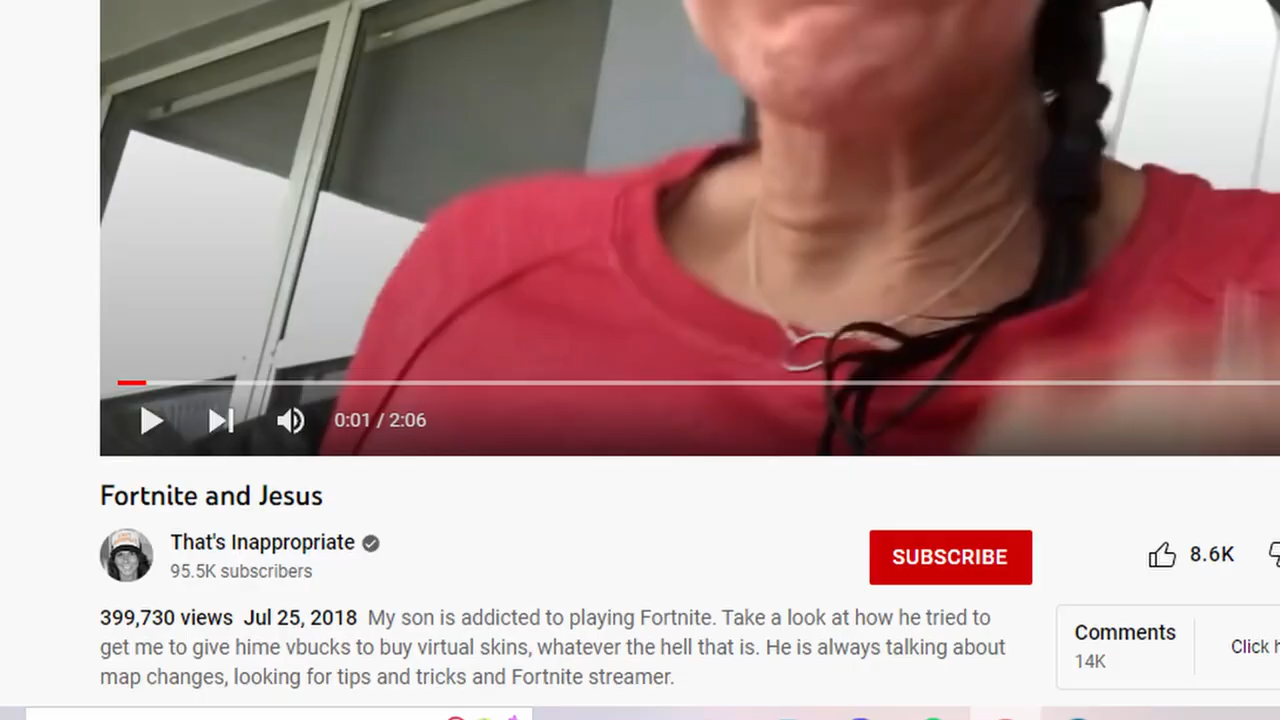 0:01 / 2:06
Fortnite and Jesus
That's Inappropriate
95.5K subscribers
SUBSCRIBE
8.6K
399,730 views Jul 25, 2018 My son is addicted to playing Fortnite. Take a look at how he tried to
get me to give hime vbucks to buy virtual skins, whatever the hell that is. He is always talking about
map changes, looking for tips and tricks and Fortnite streamer.
Comments
14K
Click